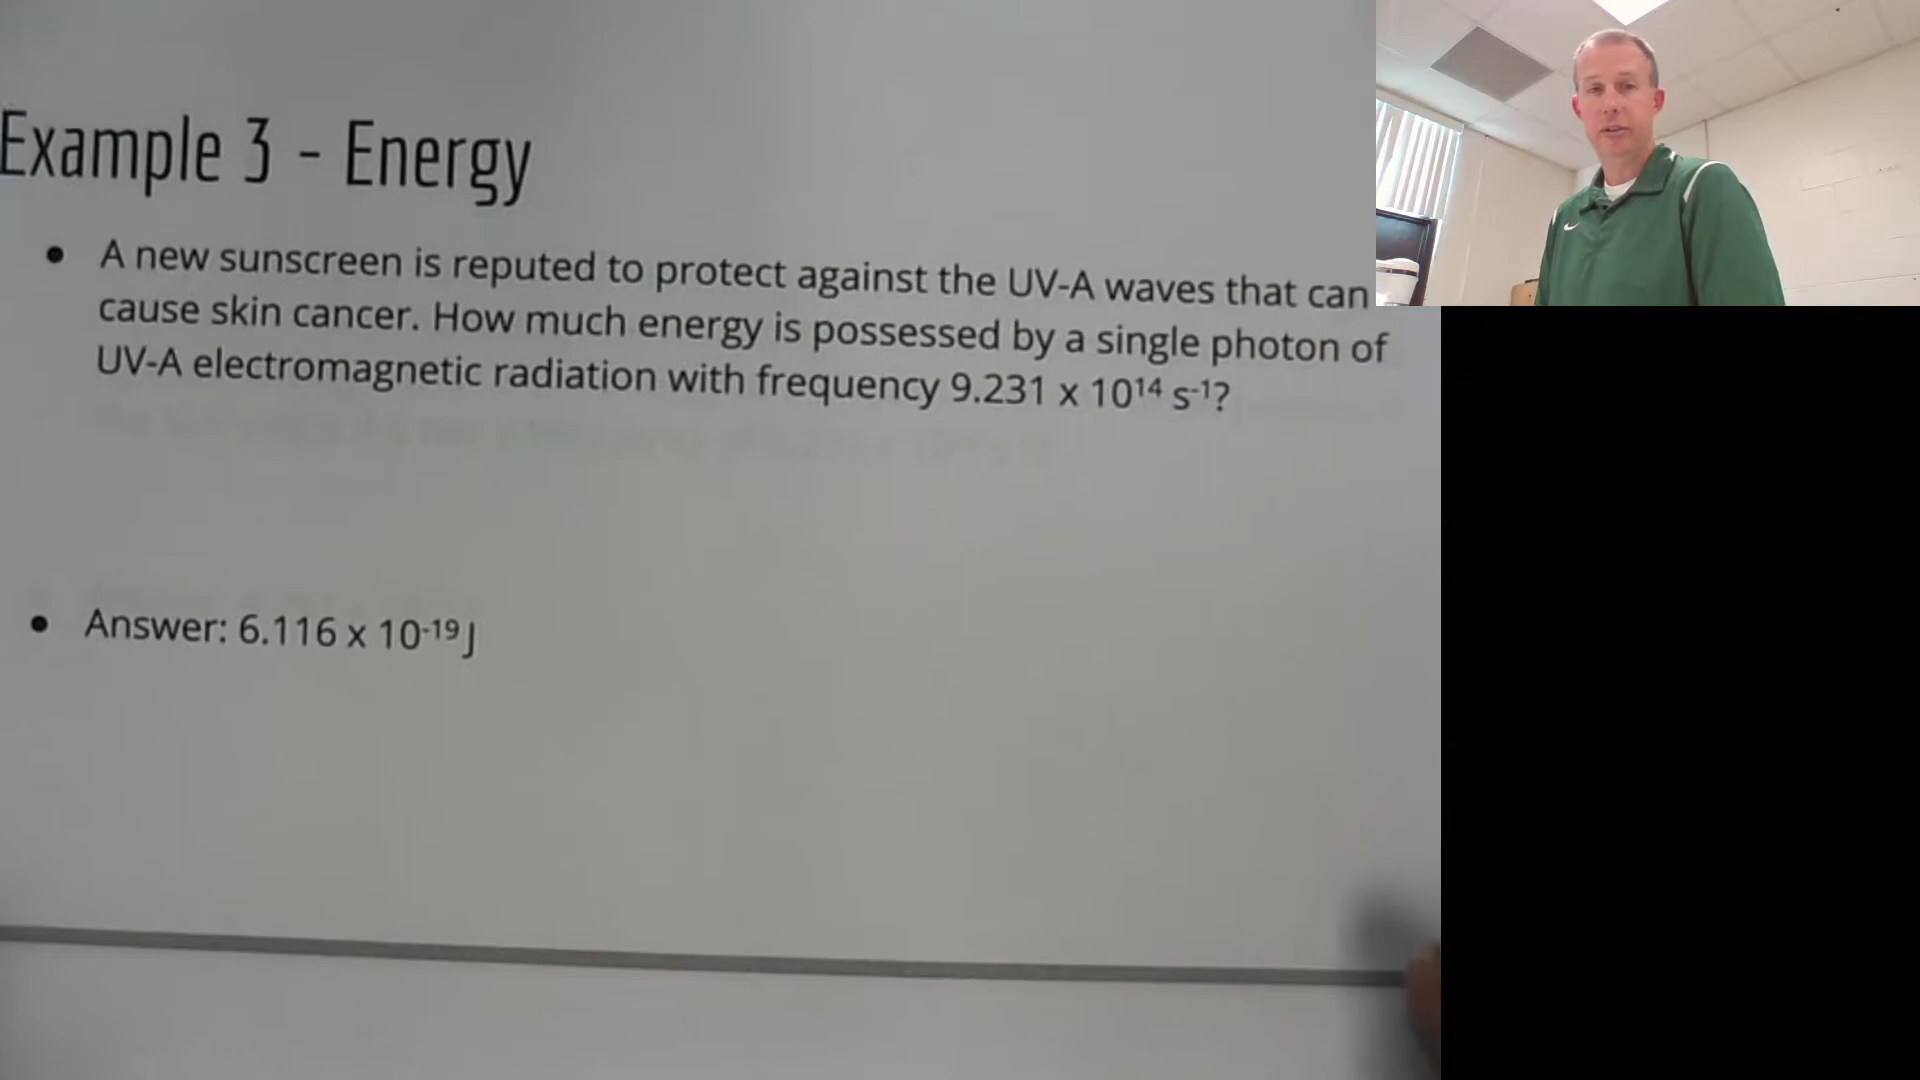 Example 3 - Energy
• A new sunscreen is reputed to protect against the UV-A waves that can
cause skin cancer. How much energy is possessed by a single photon of
UV-A electromagnetic radiation with frequency 9.231 x 10¹⁴ s⁻¹?
• Answer: 6.116 x 10⁻¹⁹ J